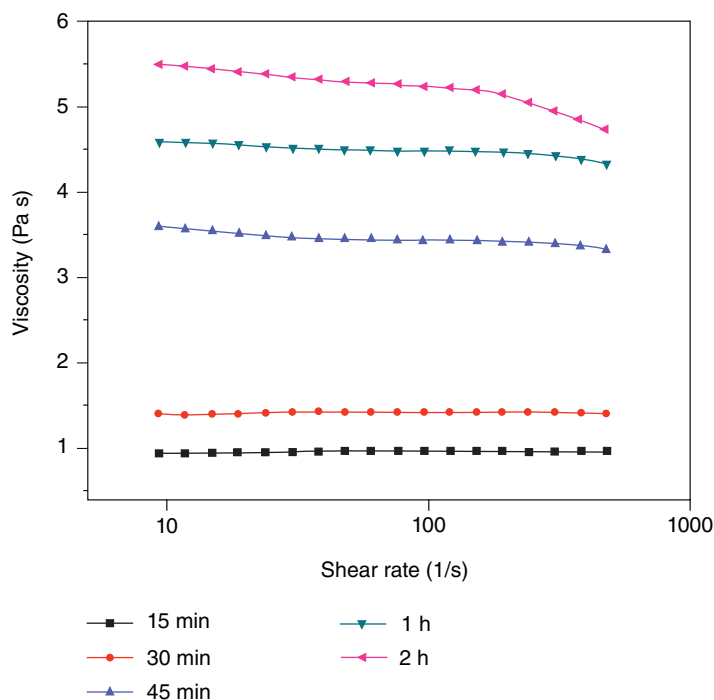 6
5
4
3
2
1
Viscosity (Pa s)
10 100 1000
Shear rate (1/s)
15 min
30 min
45 min
1 h
2 h